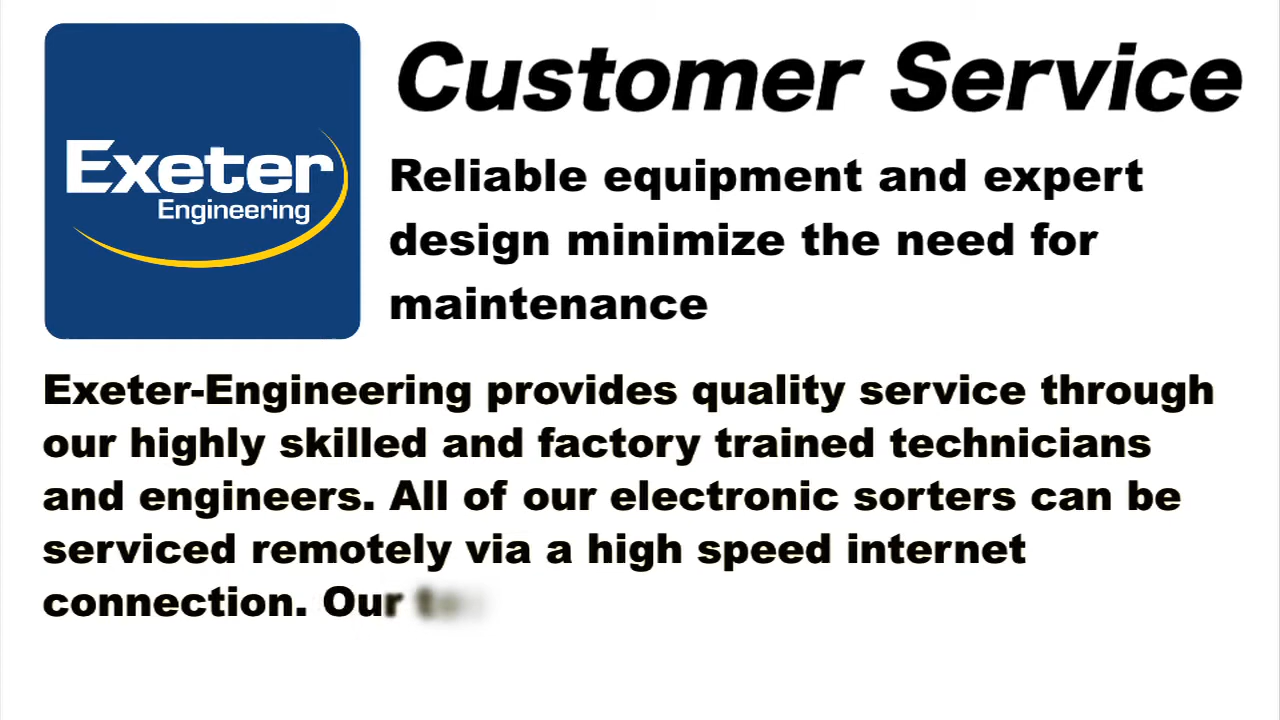 Exeter
Engineering
Customer Service
Reliable equipment and expert
design minimize the need for
maintenance
Exeter-Engineering provides quality service through
our highly skilled and factory trained technicians
and engineers. All of our electronic sorters can be
serviced remotely via a high speed internet
connection. Our